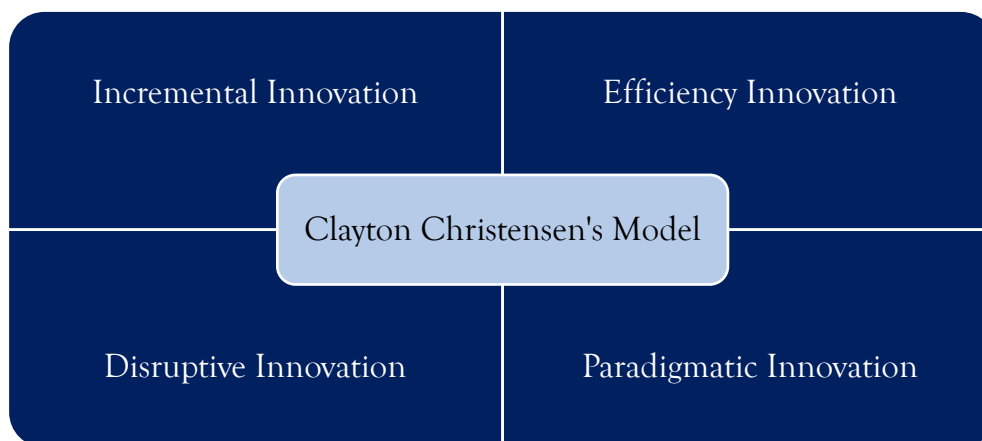 Incremental Innovation
Efficiency Innovation
Clayton Christensen's Model
Disruptive Innovation
Paradigmatic Innovation